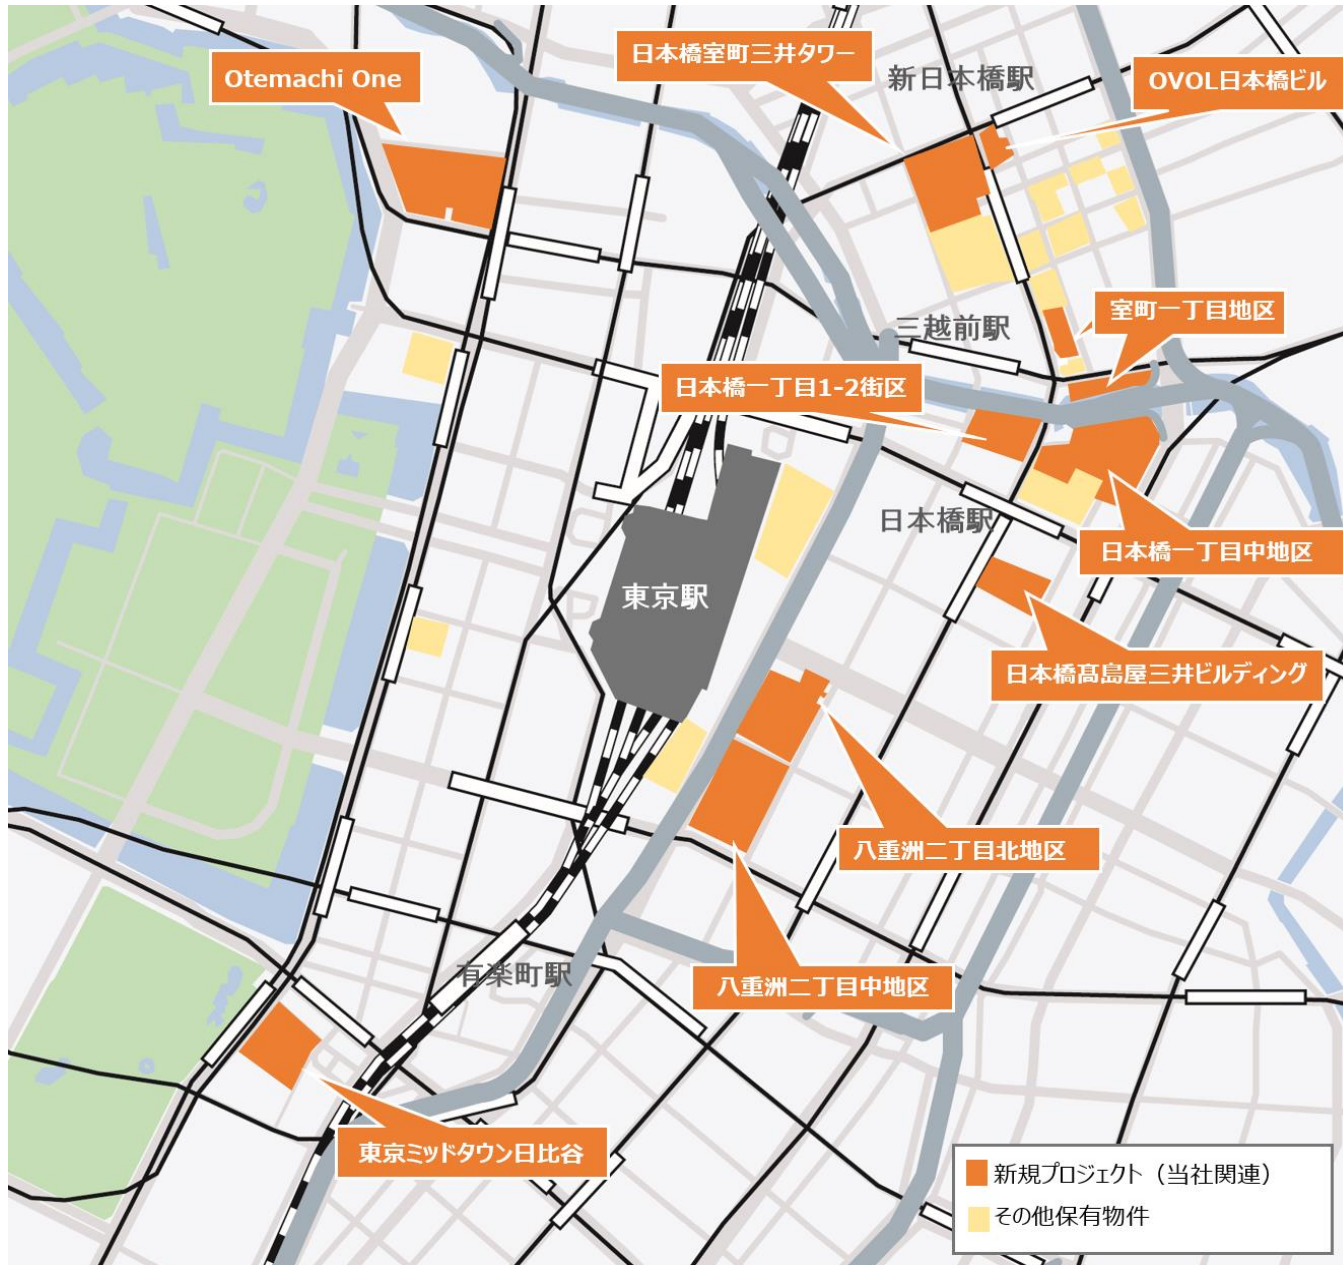 日本橋室町三井タワー
Otemachi One
新日本橋駅
OVOL日本橋ビル
室町一丁目地区
三越前駅
日本橋一丁目1-2街区
日本橋駅
日本橋一丁目中地区
東京駅
日本橋髙島屋三井ビルディング
八重洲二丁目北地区
有楽町駅
八重洲二丁目中地区
東京ミッドタウン日比谷
新規プロジェクト（当社関連）
その他保有物件